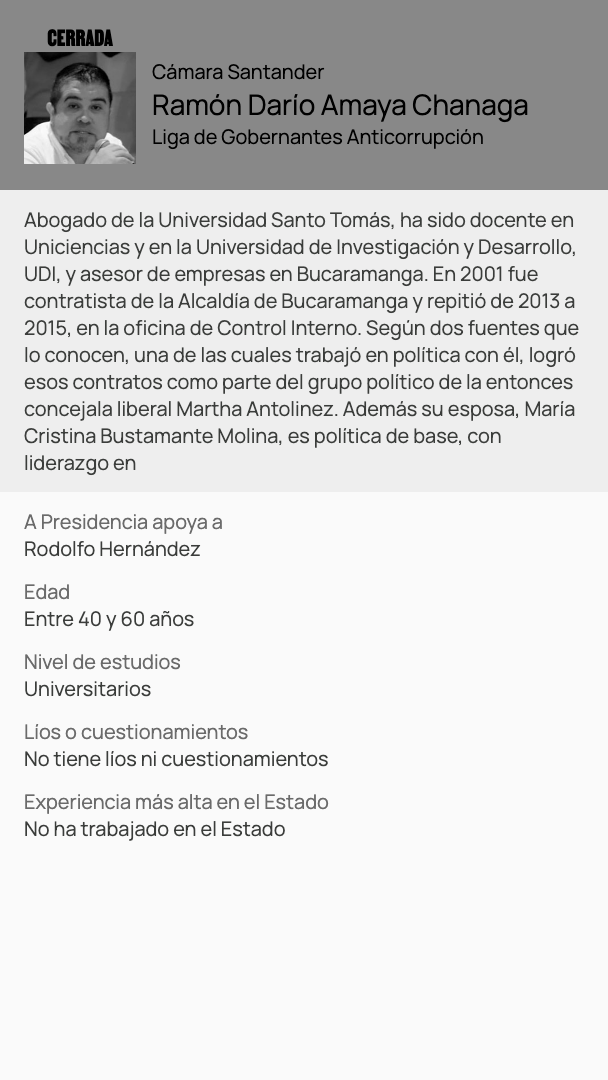 CERRADA
Cámara Santander
Ramón Darío Amaya Chanaga
Liga de Gobernantes Anticorrupción
Abogado de la Universidad Santo Tomás, ha sido docente en
Uniciencias y en la Universidad de Investigación y Desarrollo,
UDI, y asesor de empresas en Bucaramanga. En 2001 fue
contratista de la Alcaldía de Bucaramanga y repitió de 2013 a
2015, en la oficina de Control Interno. Según dos fuentes que
lo conocen, una de las cuales trabajó en política con él, logró
esos contratos como parte del grupo político de la entonces
concejala liberal Martha Antolinez. Además su esposa, María
Cristina Bustamante Molina, es política de base, con
liderazgo en
A Presidencia apoya a
Rodolfo Hernández
Edad
Entre 40 y 60 años
Nivel de estudios
Universitarios
Líos o cuestionamientos
No tiene líos ni cuestionamientos
Experiencia más alta en el Estado
No ha trabajado en el Estado